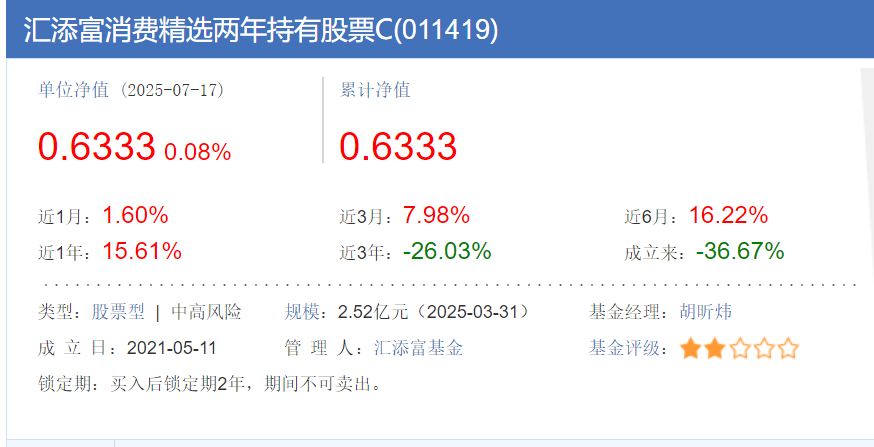 汇添富消费精选两年持有股票C(011419)
单位净值 (2025-07-17) 累计净值
0.6333 0.08% 0.6333
近1月：1.60% 近3月：7.98% 近6月：16.22%
近1年：15.61% 近3年：-26.03% 成立来：-36.67%
类型：股票型 | 中高风险 规模：2.52亿元（2025-03-31） 基金经理：胡昕炜
成 立 日：2021-05-11 管 理 人：汇添富基金 基金评级：
锁定期：买入后锁定期2年，期间不可卖出。